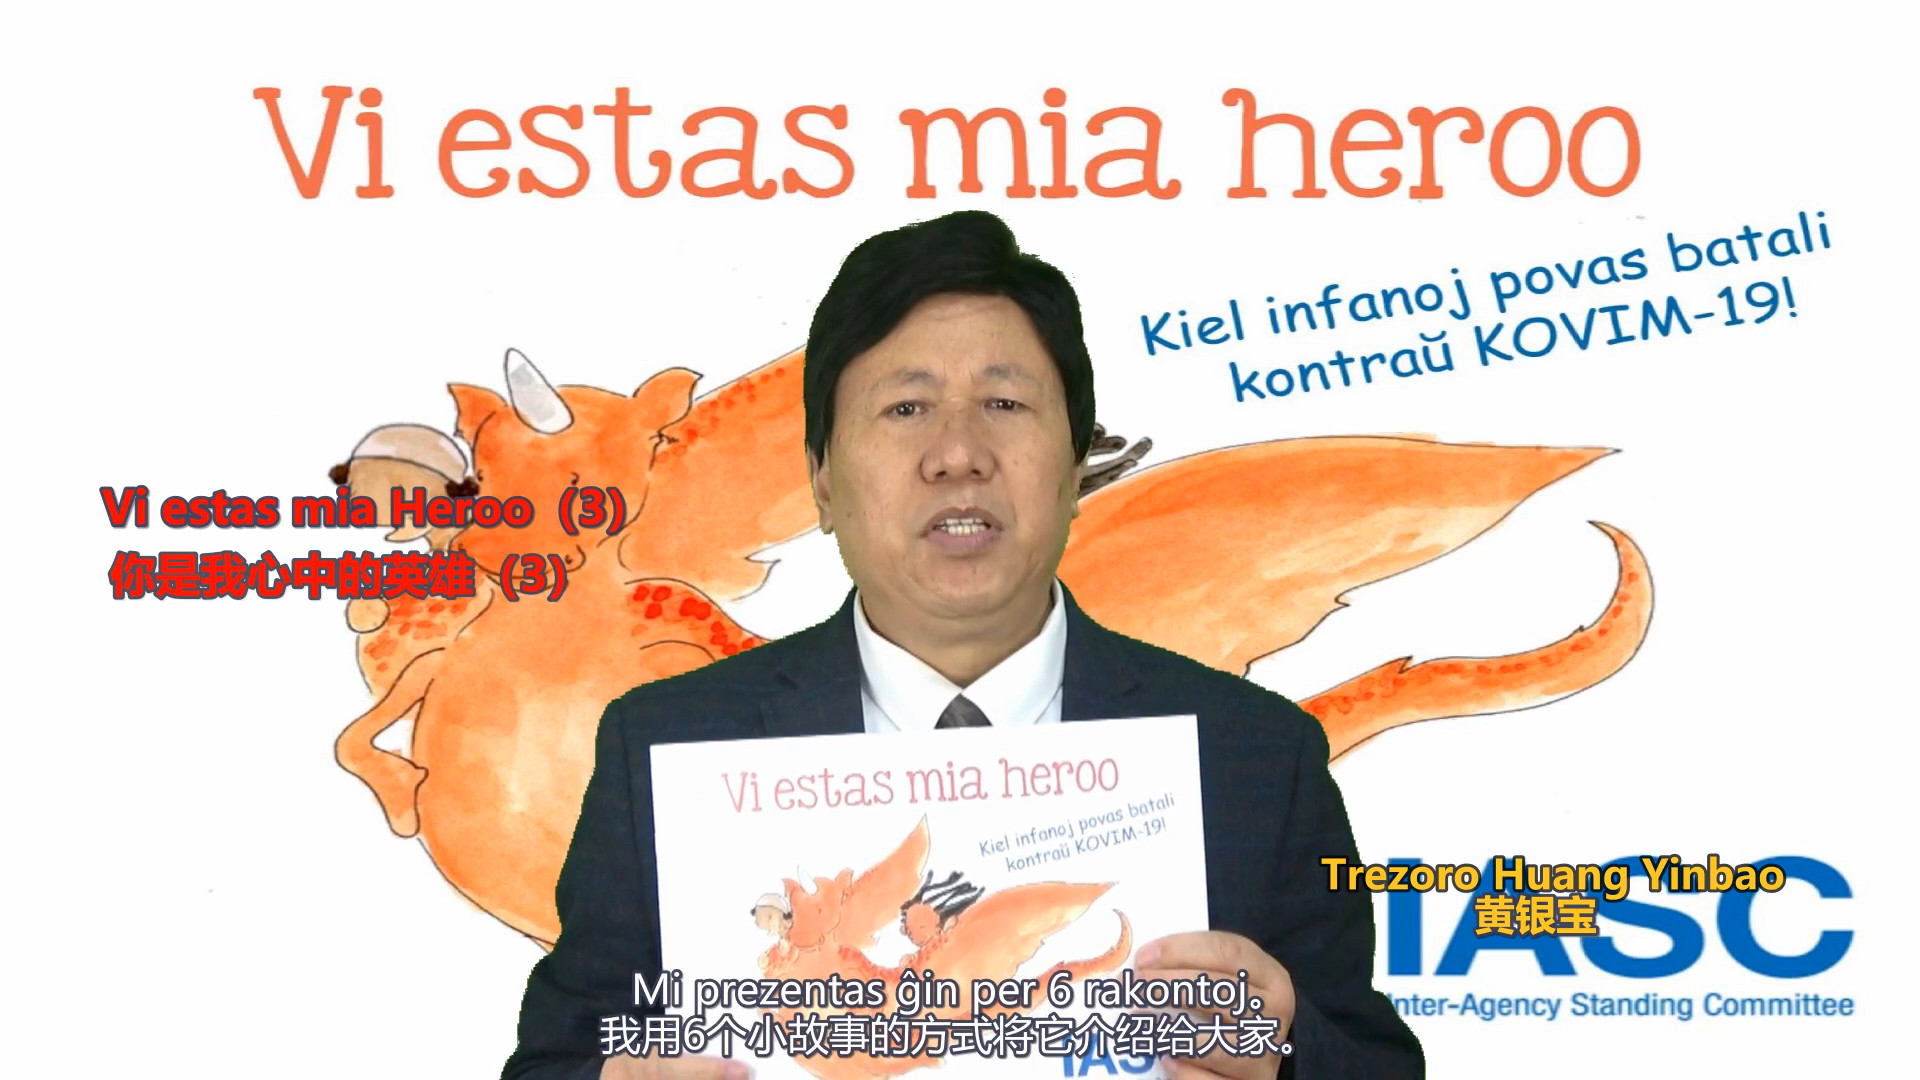 Vi estas mia heroo
Kiel infanoj povas batali
kontraŭ KOVIM-19!
Vi estas mia Heroo (3)
你是我心中的英雄（3）
Vi estas mia heroo
Kiel infanoj povas batali
kontraŭ KOVIM-19!
Trezoro Huang Yinbao
黄银宝
IASC
Inter-Agency Standing Committee
Mi prezentas ĝin per 6 rakontoj。
我用6个小故事的方式将它介绍给大家。